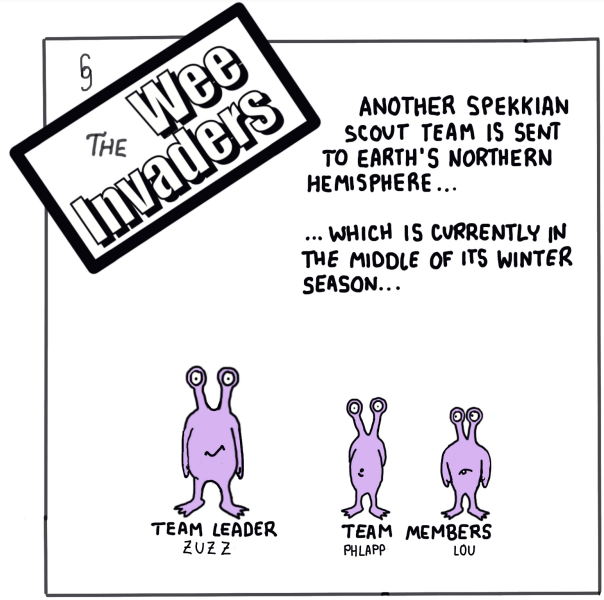 THE
Wee
Invaders
ANOTHER SPEKKIAN
SCOUT TEAM IS SENT
TO EARTH'S NORTHERN
HEMISPHERE...
...WHICH IS CURRENTLY IN
THE MIDDLE OF ITS WINTER
SEASON...
TEAM LEADER
ZUZZ
TEAM MEMBERS
PHLAPP LOU